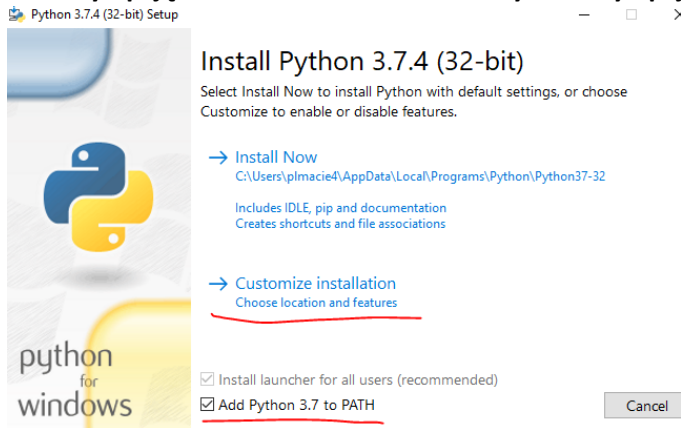 Python 3.7.4 (32-bit) Setup
Install Python 3.7.4 (32-bit)
Select Install Now to install Python with default settings, or choose
Customize to enable or disable features.
Install Now
C:\Users\plmacie4\AppData\Local\Programs\Python\Python37-32
Includes IDLE, pip and documentation
Creates shortcuts and file associations
Customize installation
Choose location and features
python
for
windows
Install launcher for all users (recommended)
Add Python 3.7 to PATH
Cancel